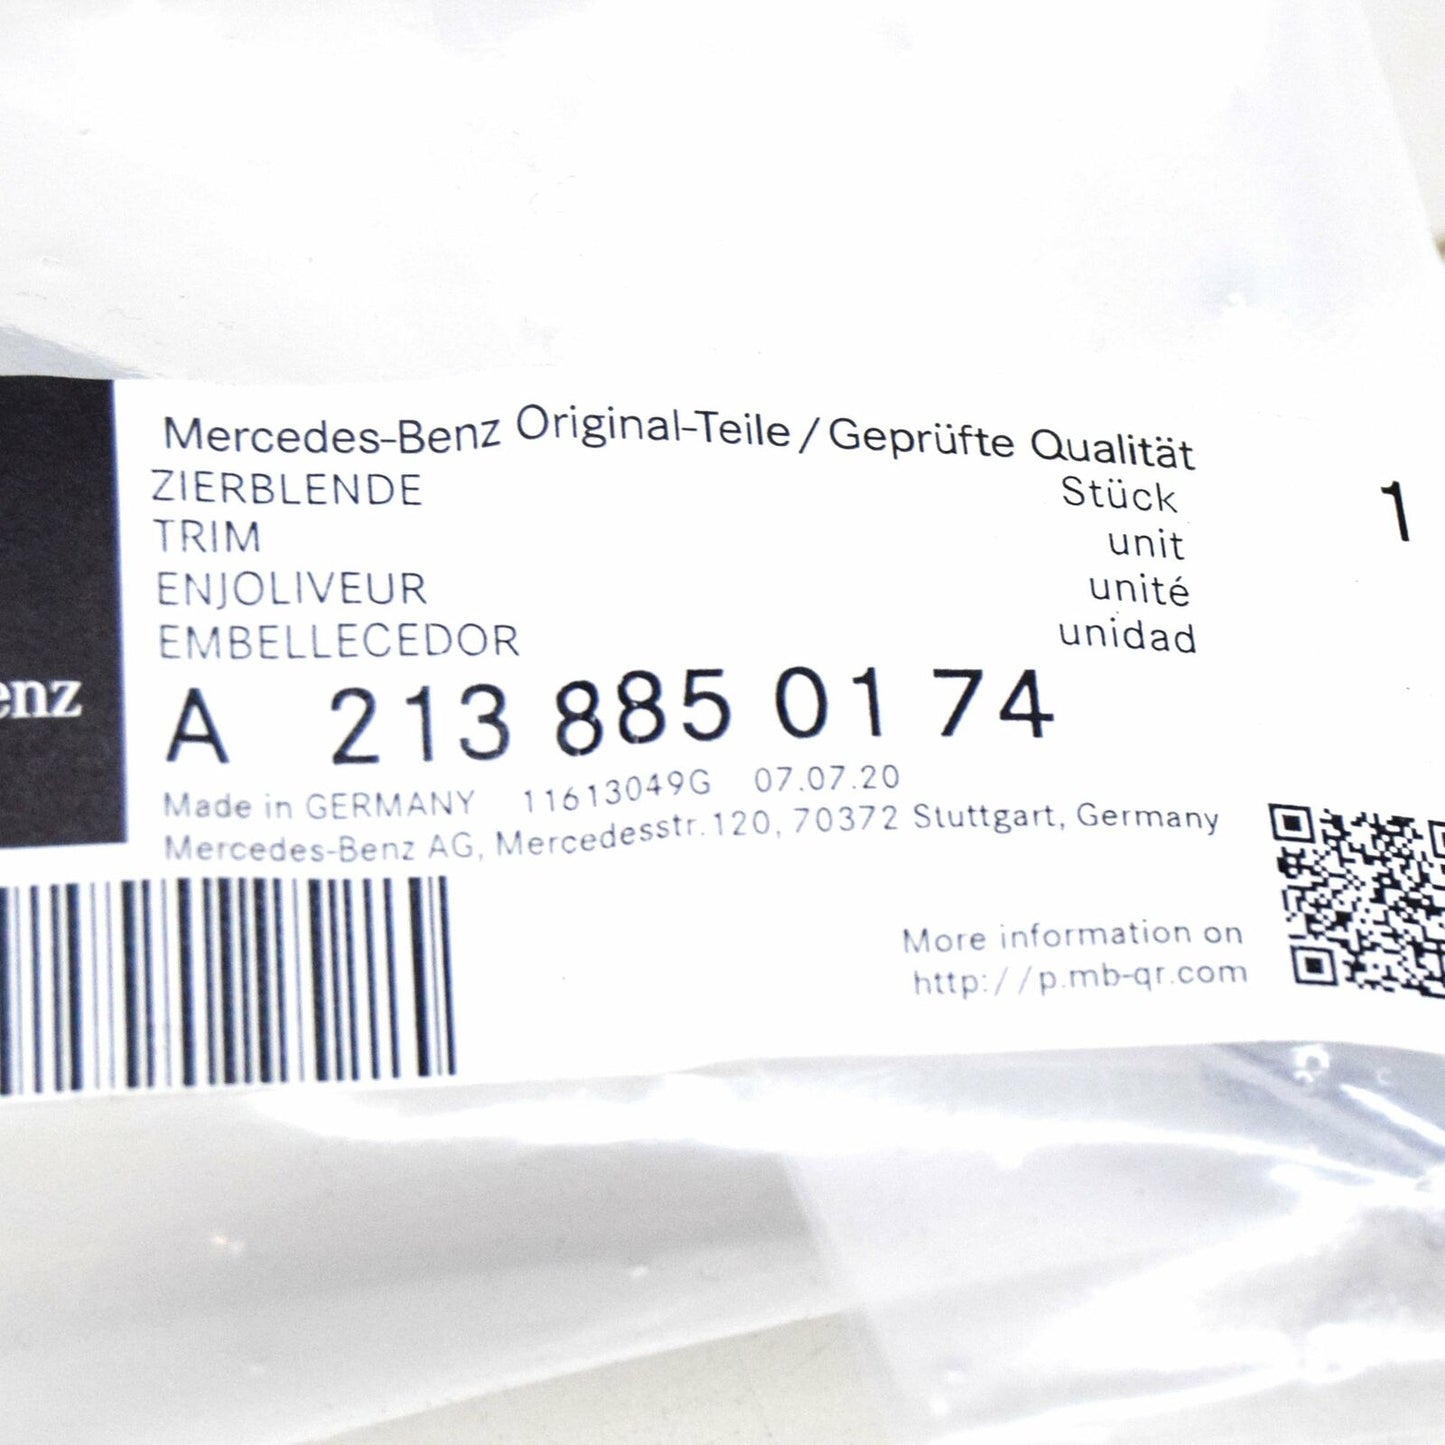 Mercedes-Benz Original-Teile/Geprüfte Qualität
ZIERBLENDE Stück 1
TRIM unit
ENJOLIVEUR unité
EMBELLECEDOR unidad
enz
A 213 885 01 74
Made in GERMANY 11613049G 07.07.20
Mercedes-Benz AG, Mercedesstr. 120, 70372 Stuttgart, Germany
More information on
http://p.mb-qr.com